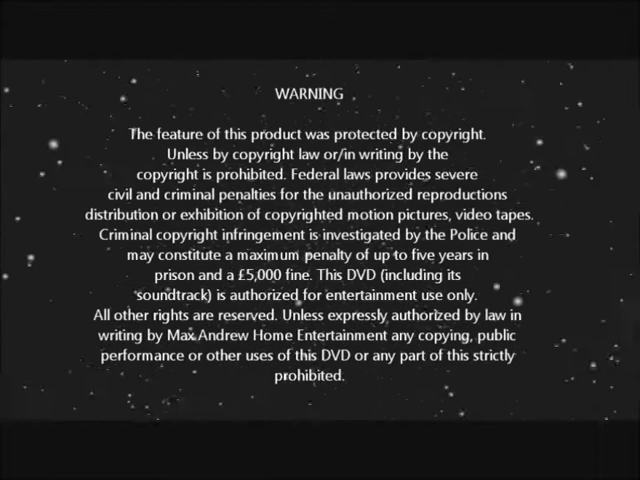 WARNING
The feature of this product was protected by copyright.
Unless by copyright law or/in writing by the
copyright is prohibited. Federal laws provides severe
civil and criminal penalties for the unauthorized reproductions
distribution or exhibition of copyrighted motion pictures, video tapes.
Criminal copyright infringement is investigated by the Police and
may constitute a maximum penalty of up to five years in
prison and a £5,000 fine. This DVD (including its
soundtrack) is authorized for entertainment use only.
All other rights are reserved. Unless expressly authorized by law in
writing by Max Andrew Home Entertainment any copying, public
performance or other uses of this DVD or any part of this strictly
prohibited.